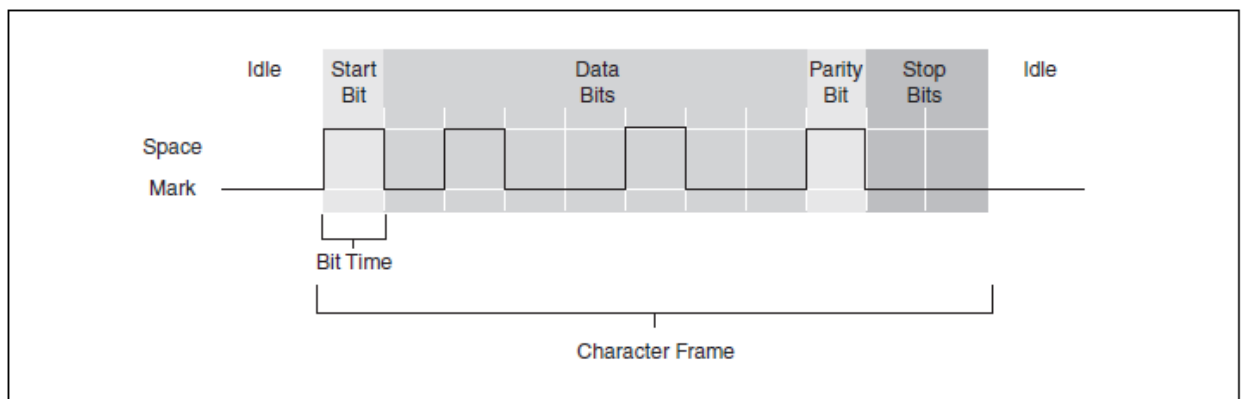 Idle
Start
Bit
Data
Bits
Parity
Bit
Stop
Bits
Idle
Space
Mark
Bit Time
Character Frame